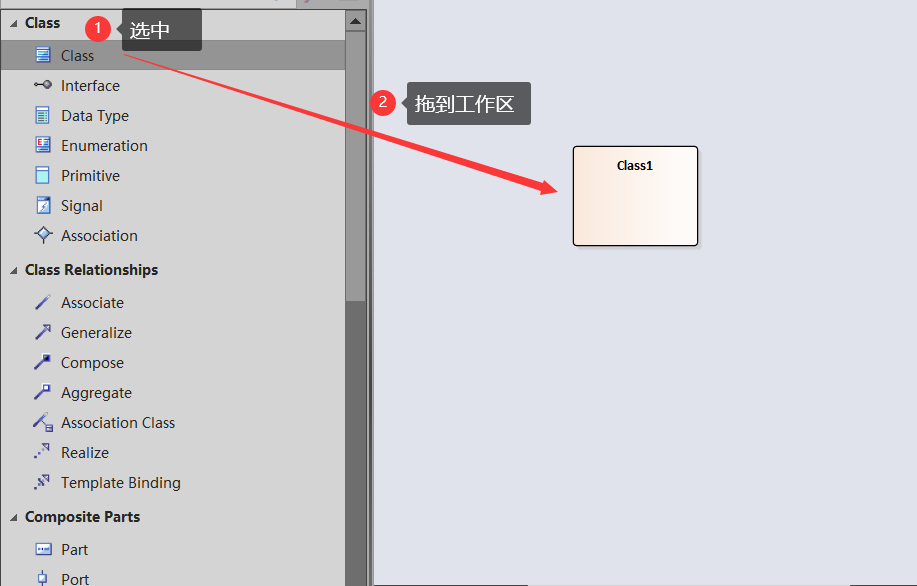 Class
1
选中
Class
Interface
2
拖到工作区
Data Type
Enumeration
Primitive
Class1
Signal
Association
Class Relationships
Associate
Generalize
Compose
Aggregate
Association Class
Realize
Template Binding
Composite Parts
Part
Port